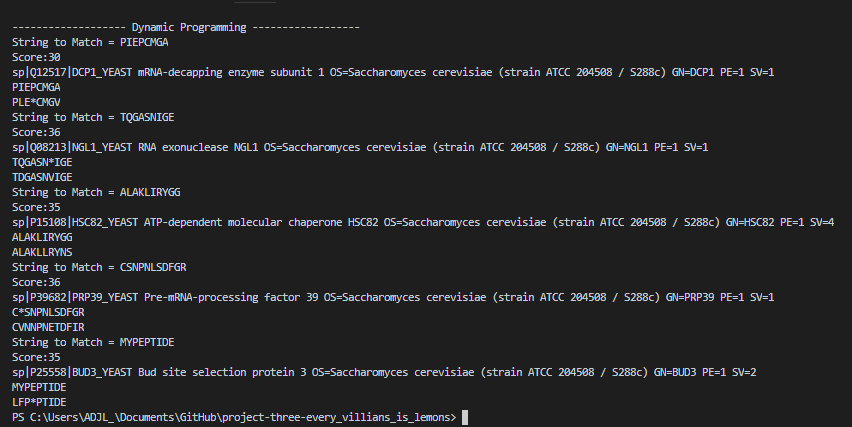 ------------------- Dynamic Programming ------------------
String to Match = PIEPCMGA
Score:30
sp|Q12517|DCP1_YEAST mRNA-decapping enzyme subunit 1 OS=Saccharomyces cerevisiae (strain ATCC 204508 / S288c) GN=DCP1 PE=1 SV=1
PIEPCMGA
PLE*CMGV
String to Match = TQGASNIGE
Score:36
sp|Q08213|NGL1_YEAST RNA exonuclease NGL1 OS=Saccharomyces cerevisiae (strain ATCC 204508 / S288c) GN=NGL1 PE=1 SV=1
TQGASN*IGE
TDGASNVIGE
String to Match = ALAKLIRYGG
Score:35
sp|P15108|HSC82_YEAST ATP-dependent molecular chaperone HSC82 OS=Saccharomyces cerevisiae (strain ATCC 204508 / S288c) GN=HSC82 PE=1 SV=4
ALAKLIRYGG
ALAKLLRYNS
String to Match = CSNPNLSDFGR
Score:36
sp|P39682|PRP39_YEAST Pre-mRNA-processing factor 39 OS=Saccharomyces cerevisiae (strain ATCC 204508 / S288c) GN=PRP39 PE=1 SV=1
C*SNPNLSDFGR
CVNNPNETDFIR
String to Match = MYPEPTIDE
Score:35
sp|P25558|BUD3_YEAST Bud site selection protein 3 OS=Saccharomyces cerevisiae (strain ATCC 204508 / S288c) GN=BUD3 PE=1 SV=2
MYPEPTIDE
LFP*PTIDE
PS C:\Users\ADJL_\Documents\GitHub\project-three-every_villians_is_lemons>